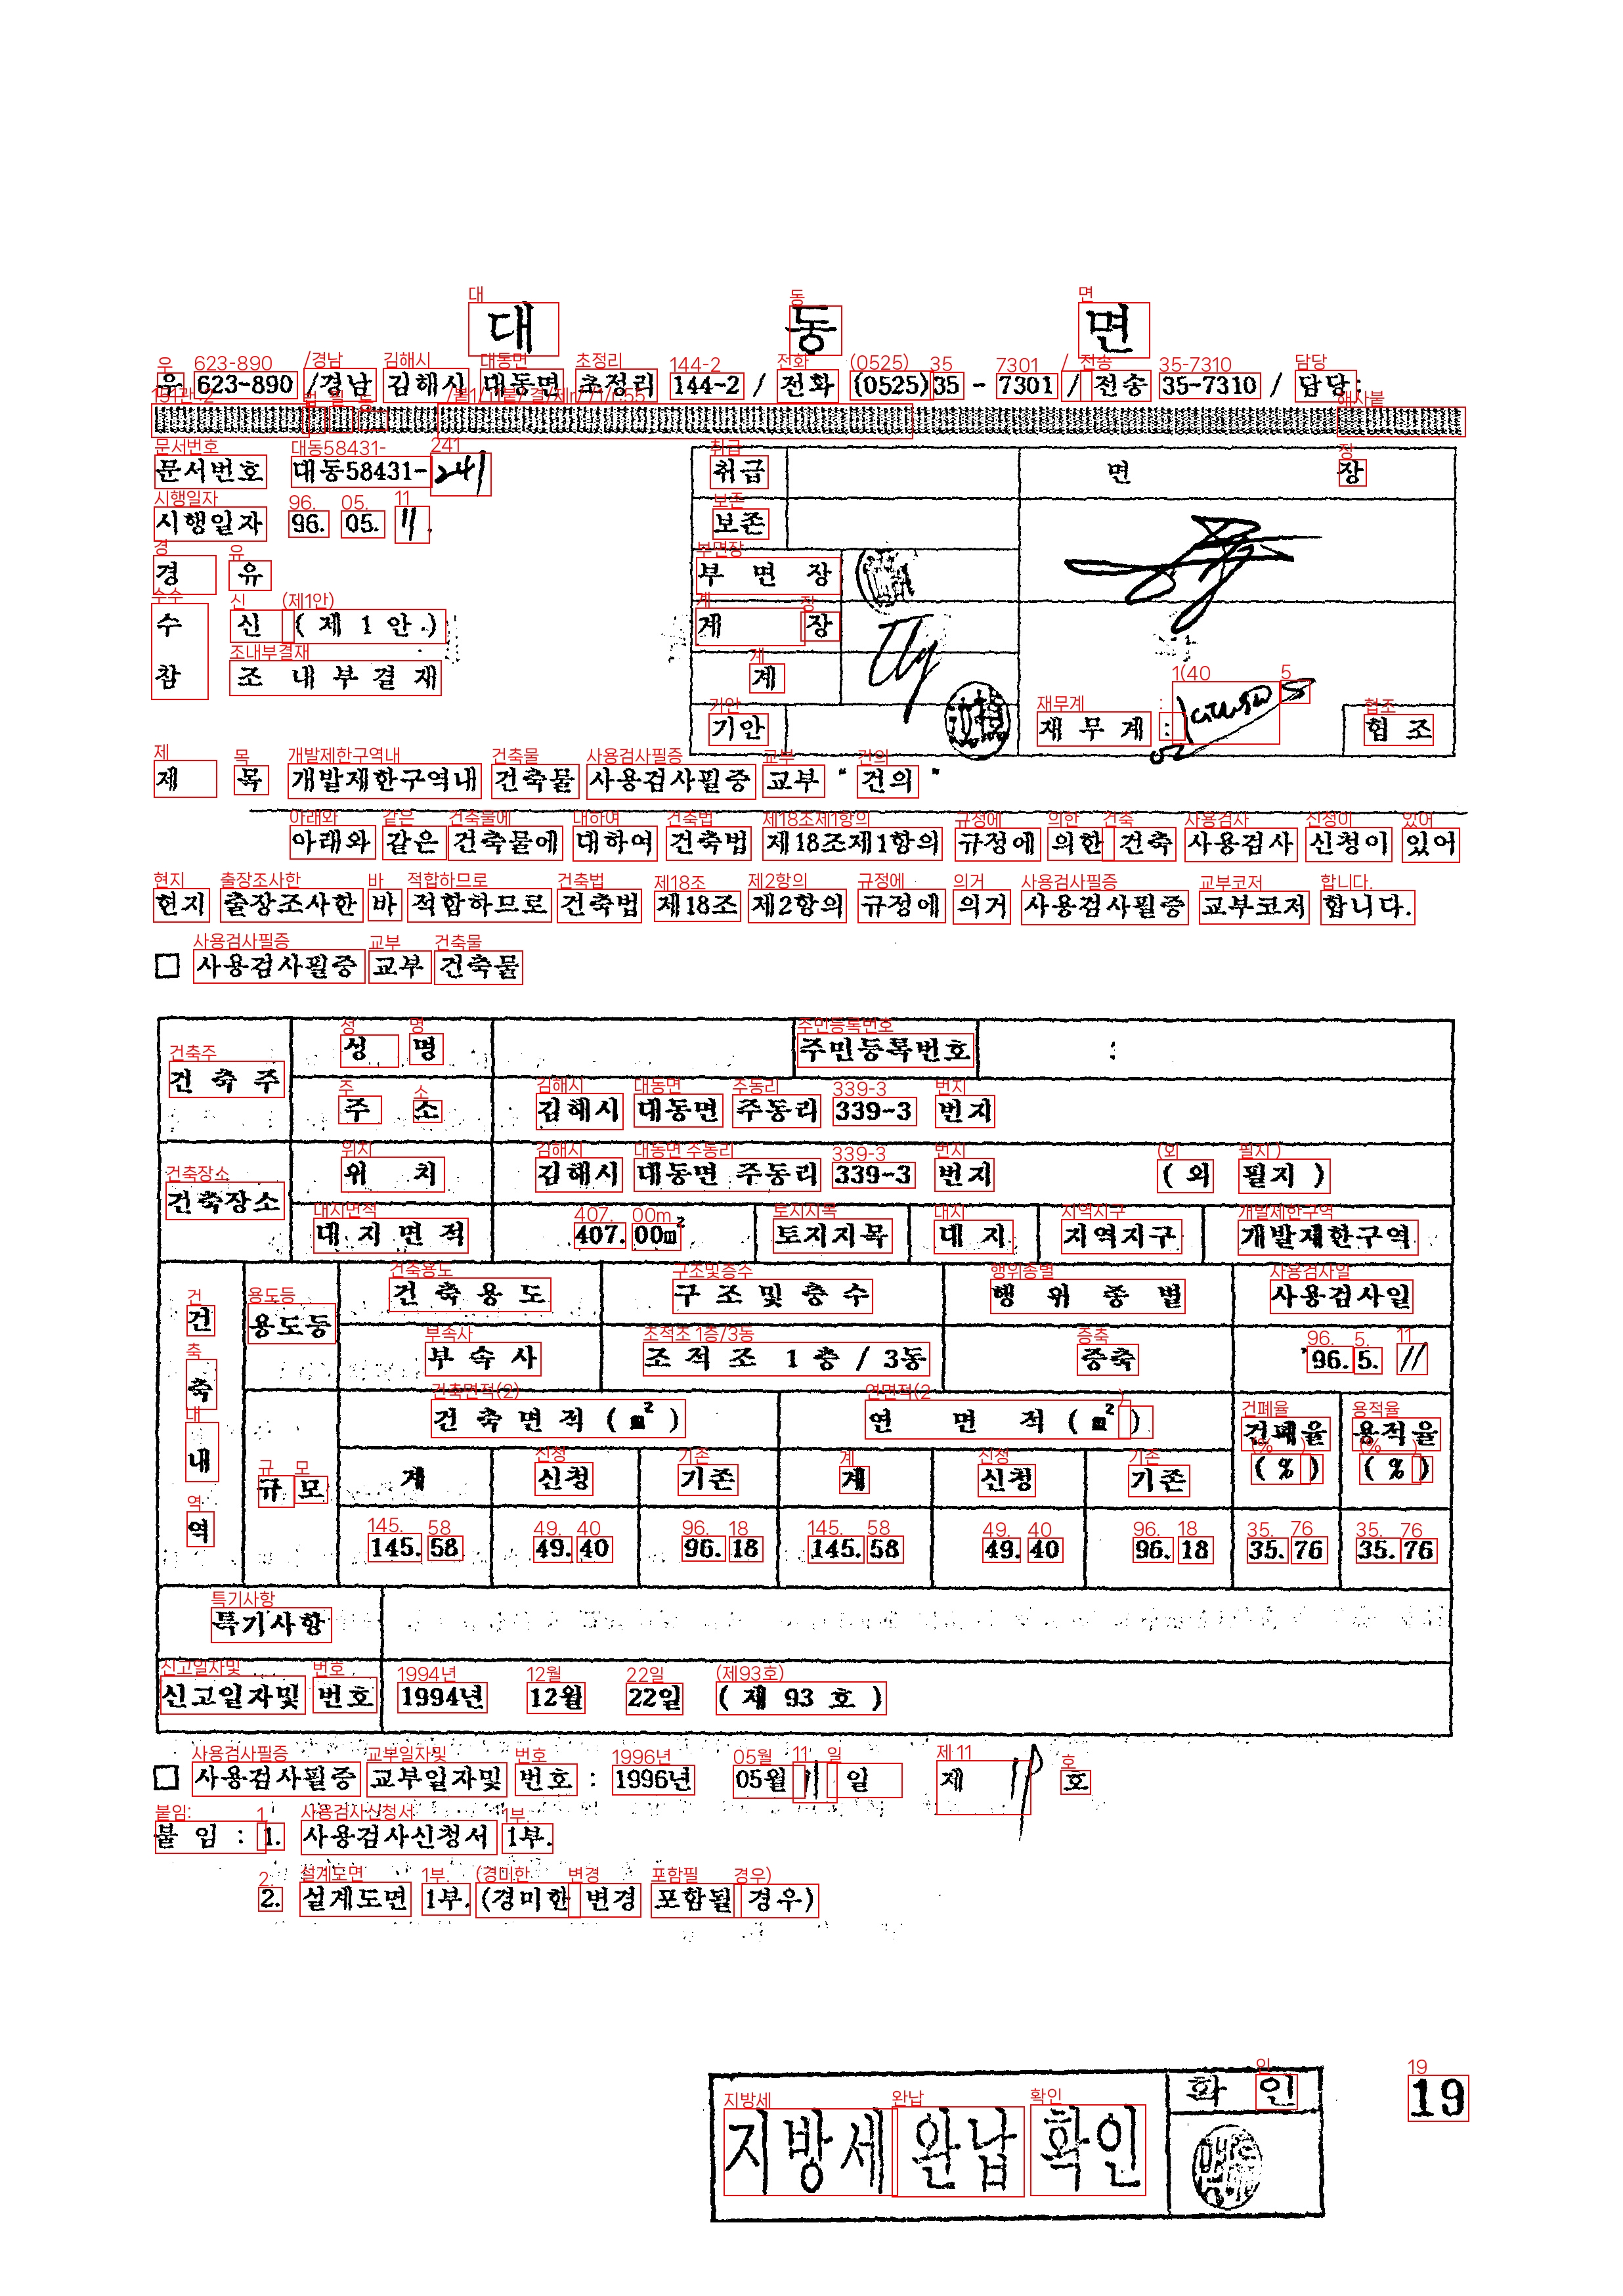 대 동 면
우 623-890 /경남 김해시 대동면 초정리 144-2 / 전화 (0525)35 - 7301 / 전송 35-7310 / 담당:
문서번호 대동58431-241
시행일자 96. 05. 11.
경 유
수 신 ( 제 1 안 .)
참 조 내 부 결 재
취급 면 장
보존
부 면 장
계 장
계
기안 재 무 계 : 협 조
제 목 개발제한구역내 건축물 사용검사필증 교부 " 건의 "
아래와 같은 건축물에 대하여 건축법 제18조제1항의 규정에 의한 건축 사용검사 신청이 있어
현지 출장조사한 바 적합하므로 건축법 제18조 제2항의 규정에 의거 사용검사필증 교부코저 합니다.
□ 사용검사필증 교부 건축물
건 축 주 성 명 주민등록번호 :
주 소 김해시 대동면 주동리 339-3 번지
건축장소 위 치 김해시 대동면 주동리 339-3 번지 ( 외 필지 )
대 지 면 적 407. 00㎡ 토지지목 대 지 지역지구 개발제한구역
건 축 내 역 용도등 건 축 용 도 구 조 및 층 수 행 위 종 별 사용검사일
부 속 사 조 적 조 1 층 / 3동 증축 '96. 5. 11
규 모 건 축 면 적 ( ㎡ ) 연 면 적 ( ㎡ ) 건폐율 ( % ) 용적율 ( % )
계 신청 기존 계 신청 기존
145. 58 49. 40 96. 18 145. 58 49. 40 96. 18 35. 76 35. 76
특기사항
신고일자및 번호 1994년 12월 22일 ( 제 93 호 )
□ 사용검사필증 교부일자및 번호 : 1996년 05월 11 일 제 호
붙 임 : 1. 사용검사신청서 1부.
2. 설계도면 1부. (경미한 변경 포함될 경우)
지방세 완납 확인 화 인
19